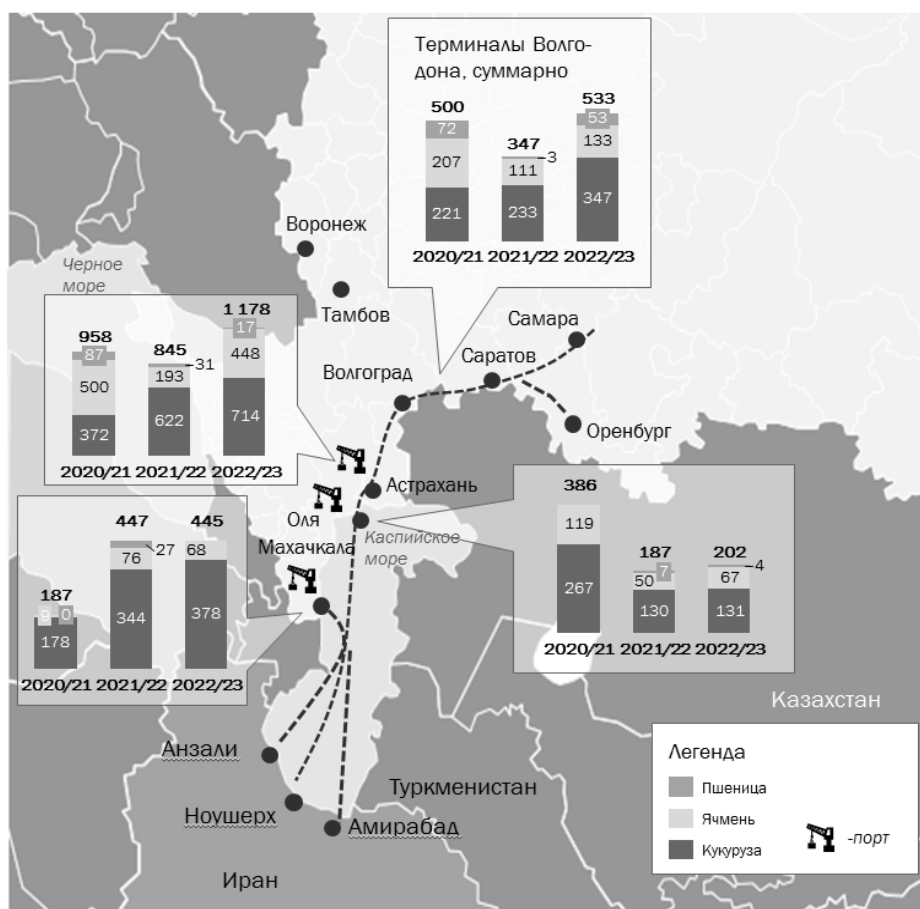 Терминалы Волго-
дона, суммарно
500
72
207
221
347
3
111
233
533
53
133
347
2020/21 2021/22 2022/23
Воронеж
Черное
море
Тамбов
958
87
500
372
845
31
193
622
1 178
17
448
714
2020/21 2021/22 2022/23
Самара
Саратов
Волгоград
Оренбург
Астрахань
Оля
Махачкала
Каспийское
море
386
119
267
187
7
50
130
202
4
67
131
2020/21 2021/22 2022/23
187
9 0
178
447
27
76
344
445
68
378
2020/21 2021/22 2022/23
Казахстан
Анзали
Туркменистан
Ноушерх
Амирабад
Иран
Легенда
Пшеница
Ячмень
Кукуруза
-порт